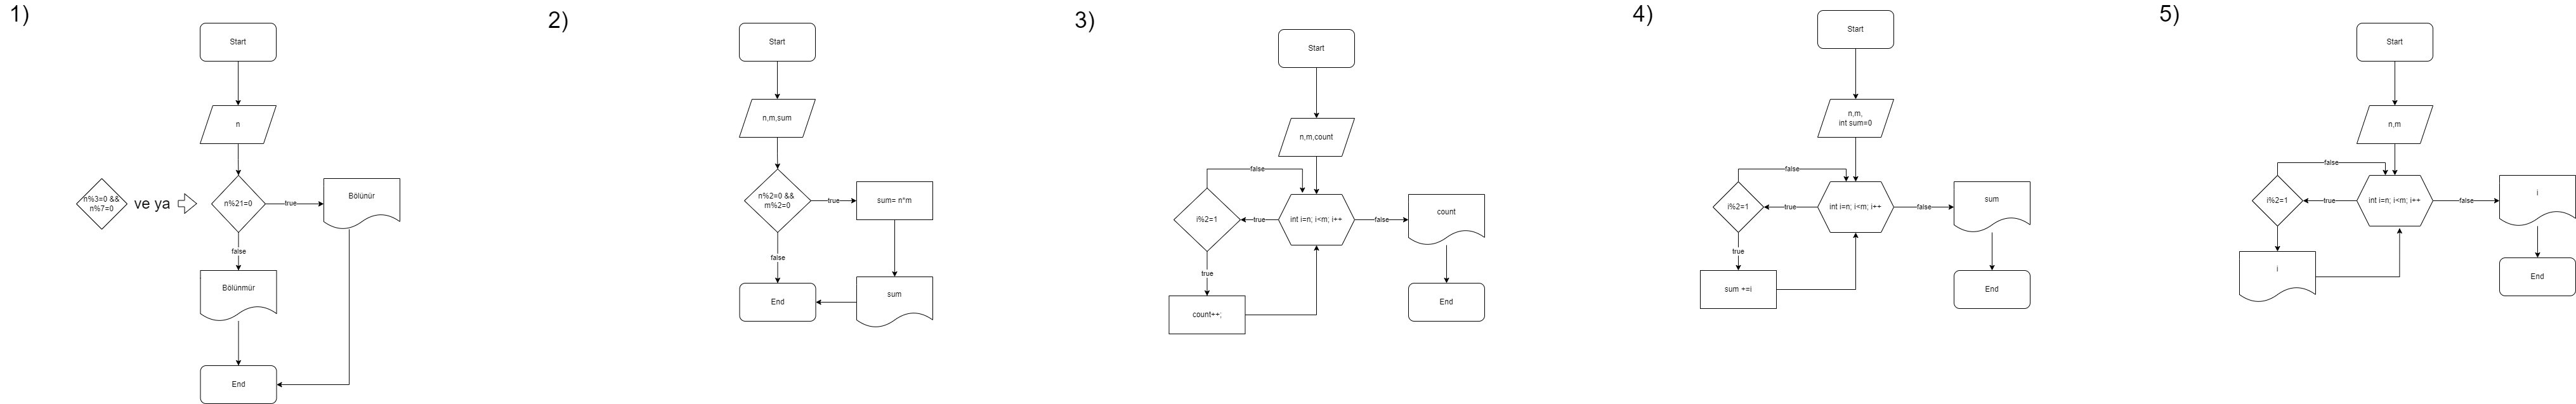 1)
Start
n
n%3=0 &&
n%7=0
ve ya
n%21=0
true
Bölünür
false
Bölünmür
End
2)
Start
n,m,sum
n%2=0 &&
m%2=0
true
sum= n*m
false
sum
End
3)
Start
n,m,count
false
i%2=1
true
int i=n; i<m; i++
false
count
true
count++;
End
4)
Start
n,m,
int sum=0
false
i%2=1
true
int i=n; i<m; i++
false
sum
true
sum +=i
End
5)
Start
n,m
false
i%2=1
true
int i=n; i<m; i++
false
i
i
End